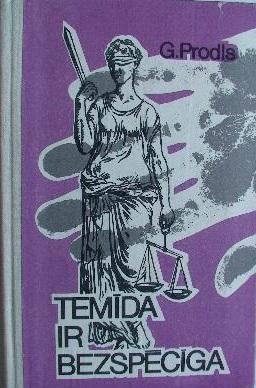 G.Prodls
TEMĪDA
IR
BEZSPĒCĪGA